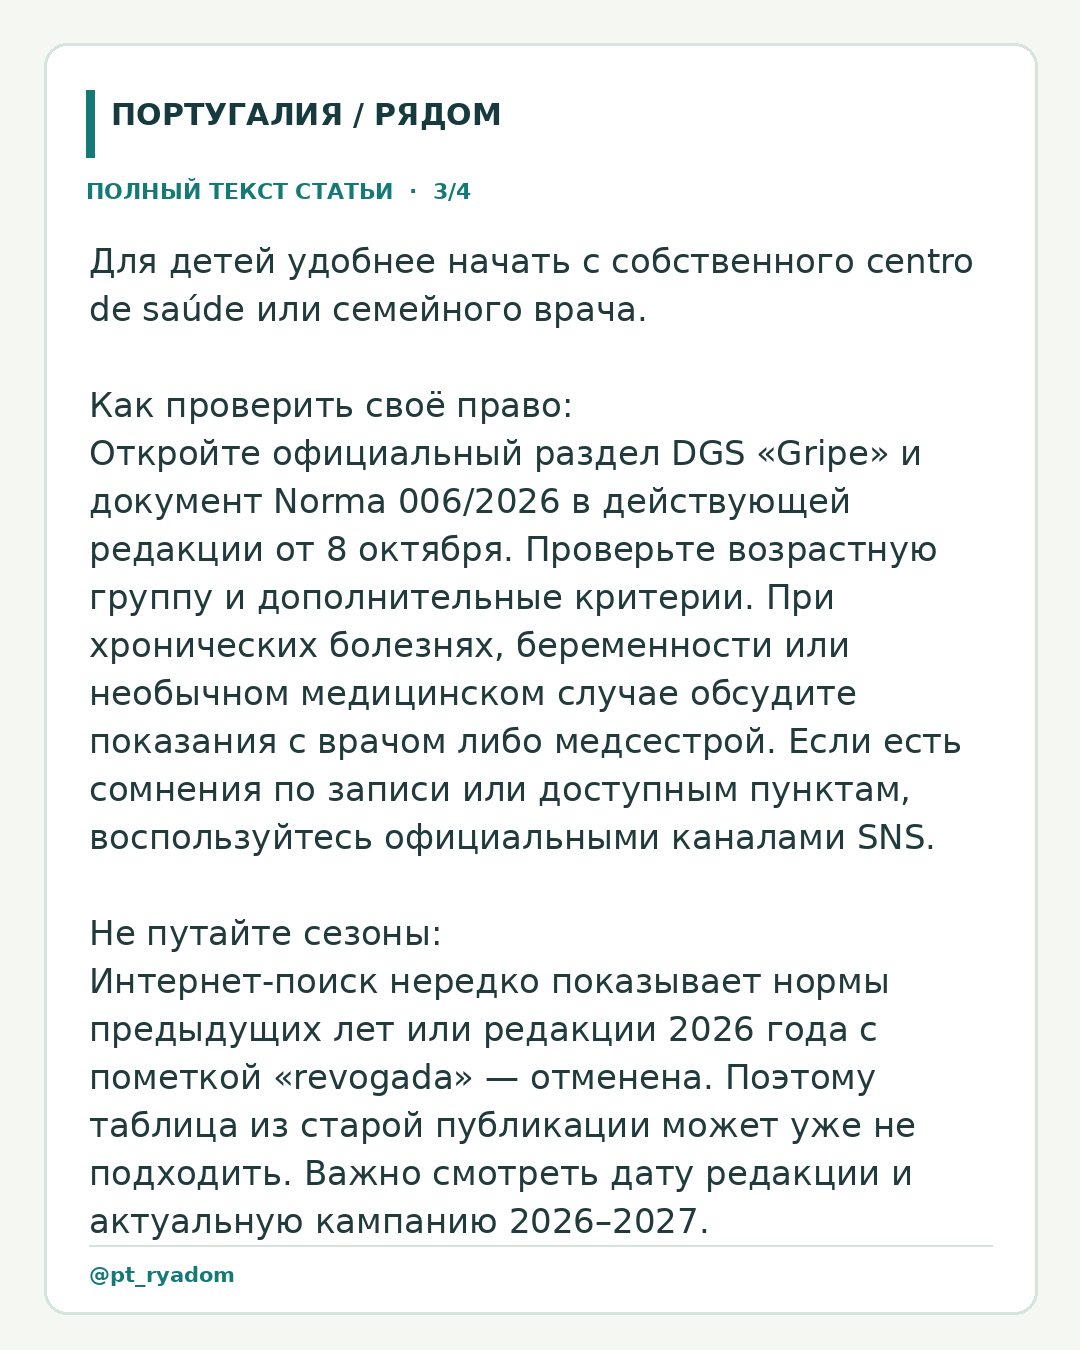 ПОРТУГАЛИЯ / РЯДОМ
ПОЛНЫЙ ТЕКСТ СТАТЬИ · 3/4
Для детей удобнее начать с собственного centro
de saúde или семейного врача.
Как проверить своё право:
Откройте официальный раздел DGS «Gripe» и
документ Norma 006/2026 в действующей
редакции от 8 октября. Проверьте возрастную
группу и дополнительные критерии. При
хронических болезнях, беременности или
необычном медицинском случае обсудите
показания с врачом либо медсестрой. Если есть
сомнения по записи или доступным пунктам,
воспользуйтесь официальными каналами SNS.
Не путайте сезоны:
Интернет-поиск нередко показывает нормы
предыдущих лет или редакции 2026 года с
пометкой «revogada» — отменена. Поэтому
таблица из старой публикации может уже не
подходить. Важно смотреть дату редакции и
актуальную кампанию 2026–2027.
@pt_ryadom